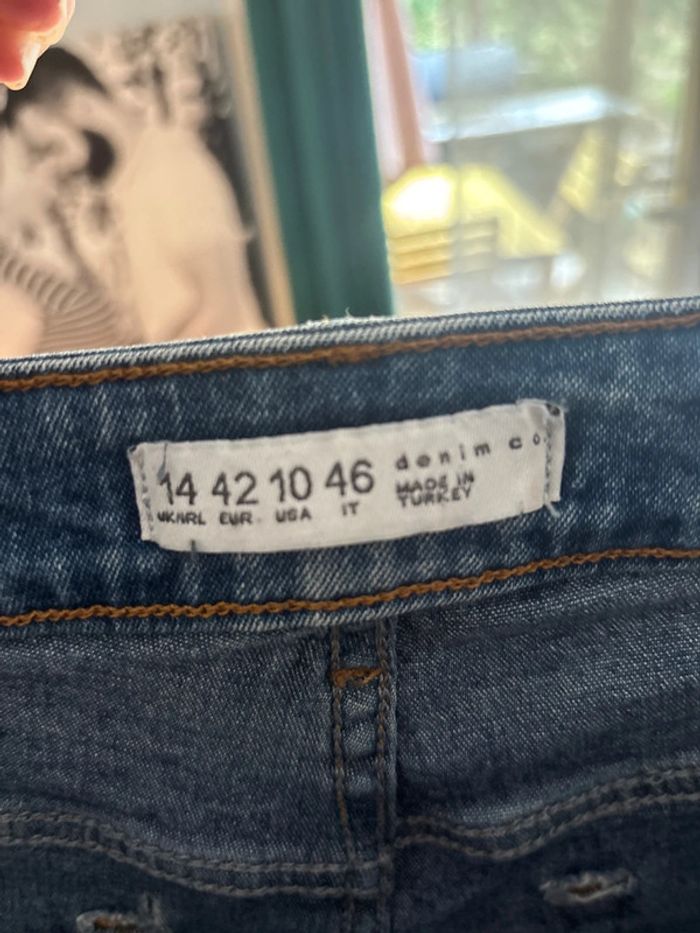 14 42 10 46 denim co.
UK/IRL EUR. USA IT MADE IN
TURKEY